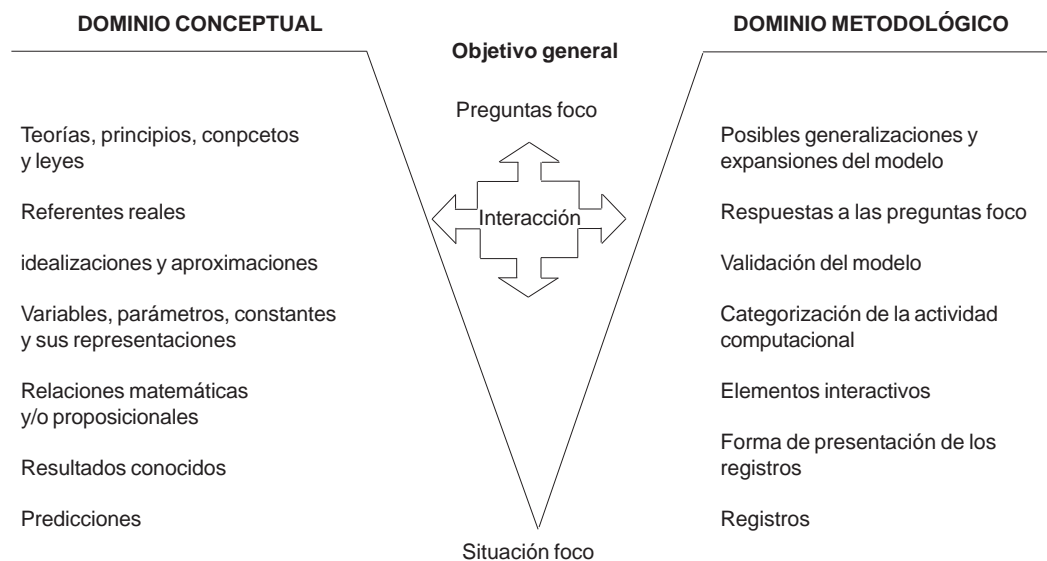 DOMINIO CONCEPTUAL
Teorías, principios, conpcetos
y leyes
Referentes reales
idealizaciones y aproximaciones
Variables, parámetros, constantes
y sus representaciones
Relaciones matemáticas
y/o proposicionales
Resultados conocidos
Predicciones
Objetivo general
Preguntas foco
Interacción
Situación foco
DOMINIO METODOLÓGICO
Posibles generalizaciones y
expansiones del modelo
Respuestas a las preguntas foco
Validación del modelo
Categorización de la actividad
computacional
Elementos interactivos
Forma de presentación de los
registros
Registros